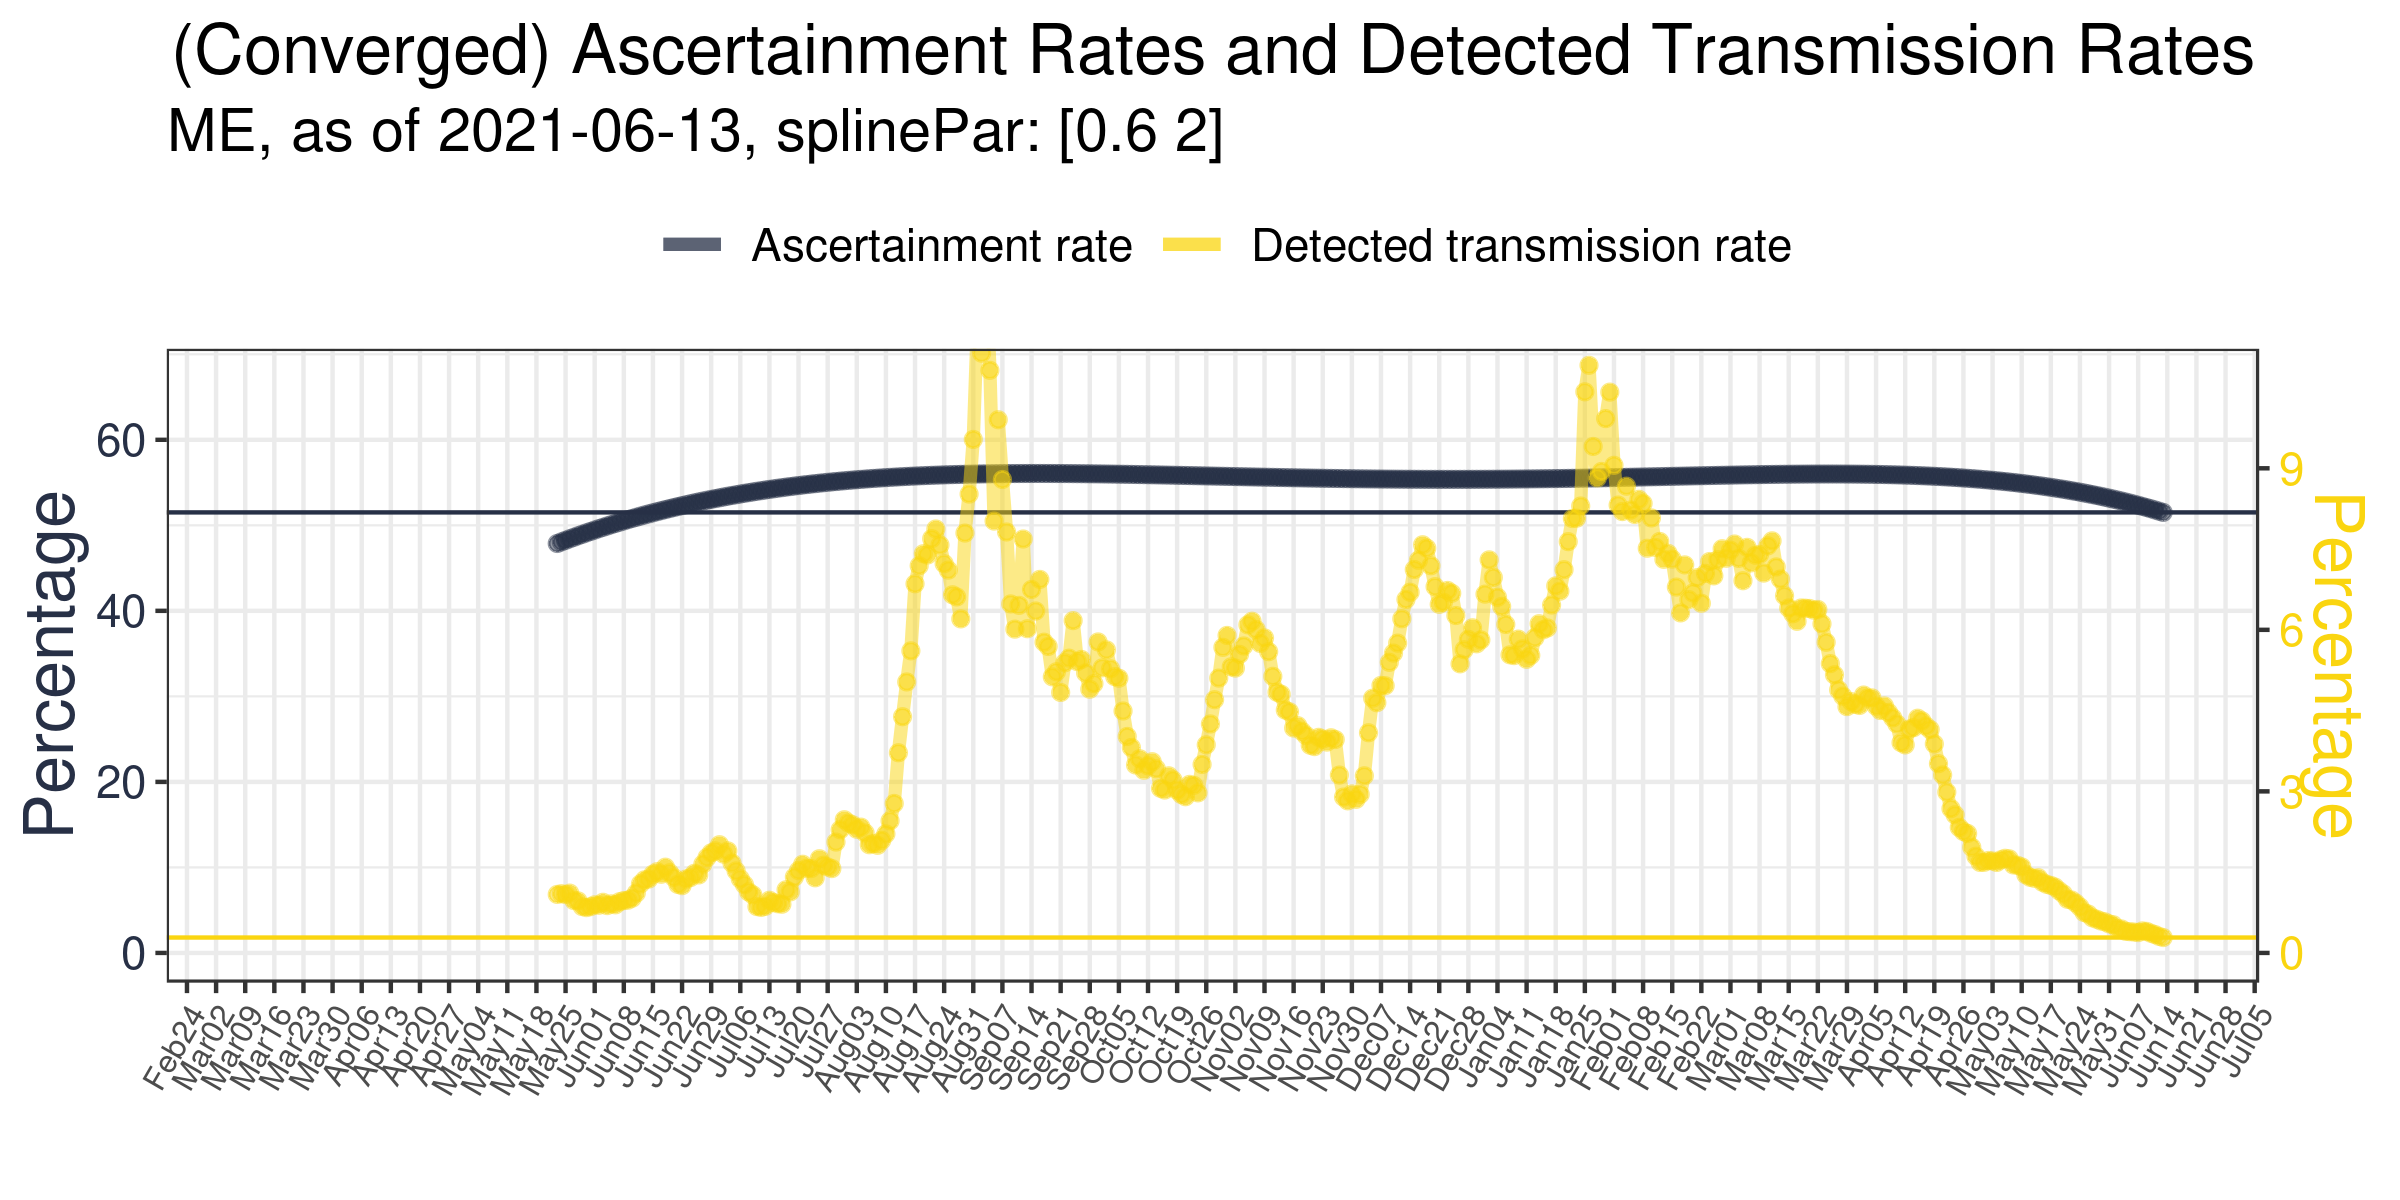 (Converged) Ascertainment Rates and Detected Transmission Rates
ME, as of 2021-06-13, splinePar: [0.6 2]
Ascertainment rate Detected transmission rate
Percentage
60
40
20
0
9
6
3
0
Percentage
Feb24 Mar02 Mar09 Mar16 Mar23 Mar30 Apr06 Apr13 Apr20 Apr27 May04 May11 May18 May25 Jun01 Jun08 Jun15 Jun22 Jun29 Jul06 Jul13 Jul20 Jul27 Aug03 Aug10 Aug17 Aug24 Aug31 Sep07 Sep14 Sep21 Sep28 Oct05 Oct12 Oct19 Oct26 Nov02 Nov09 Nov16 Nov23 Nov30 Dec07 Dec14 Dec21 Dec28 Dec04 Jan11 Jan18 Jan25 Feb01 Feb08 Feb15 Feb22 Mar01 Mar08 Mar15 Mar22 Mar29 Apr05 Apr12 Apr19 Apr26 May03 May10 May17 May24 May31 May07 Jun14 Jun21 Jun28 Jul05